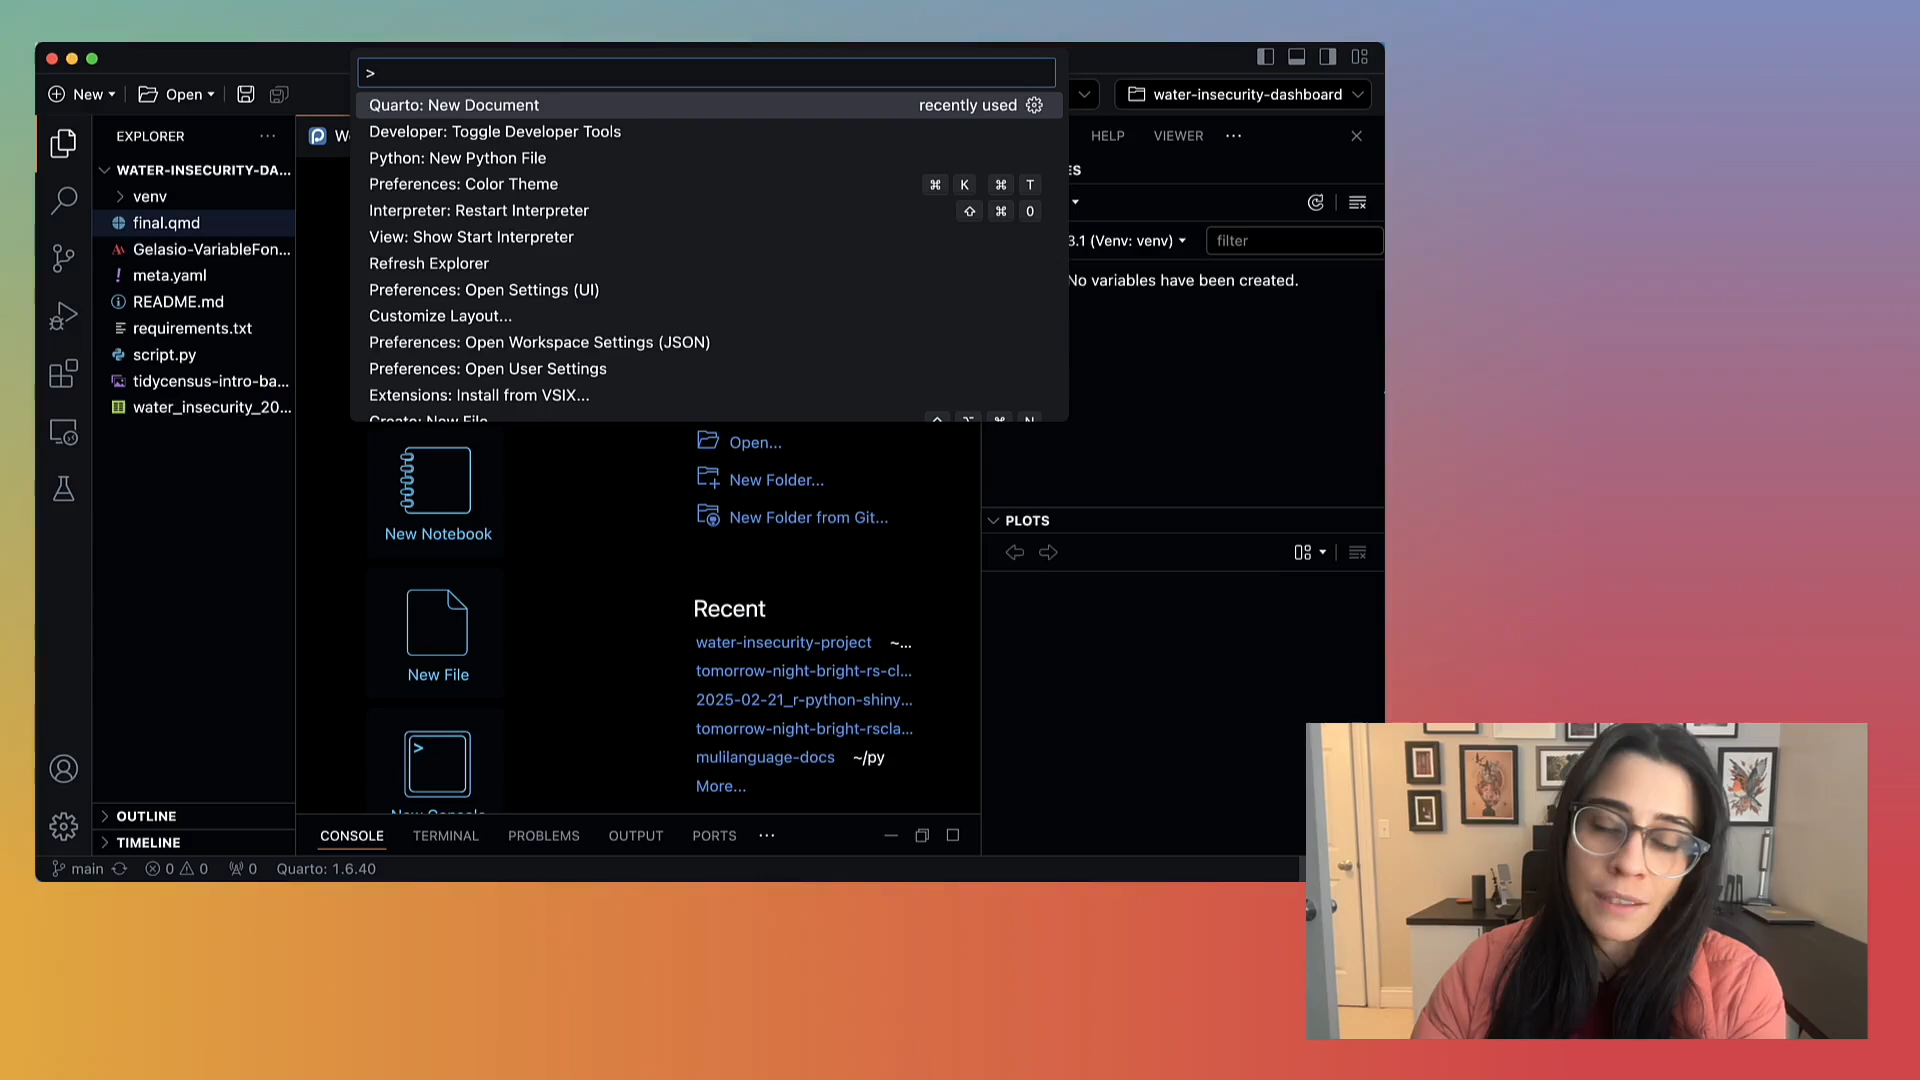 >
New
Open
water-insecurity-dashboard
Quarto: New Document recently used
Developer: Toggle Developer Tools
Python: New Python File
Preferences: Color Theme ⌘ K ⌘ T
Interpreter: Restart Interpreter ⇧ ⌘ 0
View: Show Start Interpreter
Refresh Explorer
Preferences: Open Settings (UI)
Customize Layout...
Preferences: Open Workspace Settings (JSON)
Preferences: Open User Settings
Extensions: Install from VSIX...
Create: New File
EXPLORER ...
WATER-INSECURITY-DA...
venv
final.qmd
Gelasio-VariableFon...
meta.yaml
README.md
requirements.txt
script.py
tidycensus-intro-ba...
water_insecurity_20...
OUTLINE
TIMELINE
HELP VIEWER ...
3.1 (Venv: venv) filter
No variables have been created.
PLOTS
New Notebook
New File
New Console
Open...
New Folder...
New Folder from Git...
Recent
water-insecurity-project ~...
tomorrow-night-bright-rs-cl...
2025-02-21_r-python-shiny...
tomorrow-night-bright-rscla...
mulilanguage-docs ~/py
More...
CONSOLE TERMINAL PROBLEMS OUTPUT PORTS ...
main 0 0 0 Quarto: 1.6.40